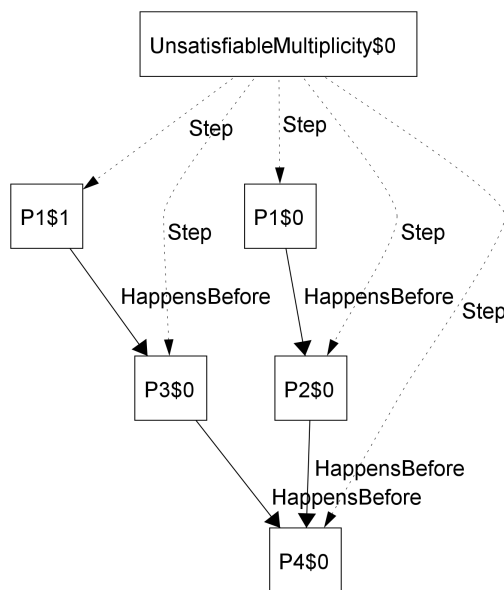 UnsatisfiableMultiplicity$0
Step
Step
P1$1
P1$0
Step
Step
HappensBefore
HappensBefore
Step
P3$0
P2$0
HappensBefore
HappensBefore
P4$0